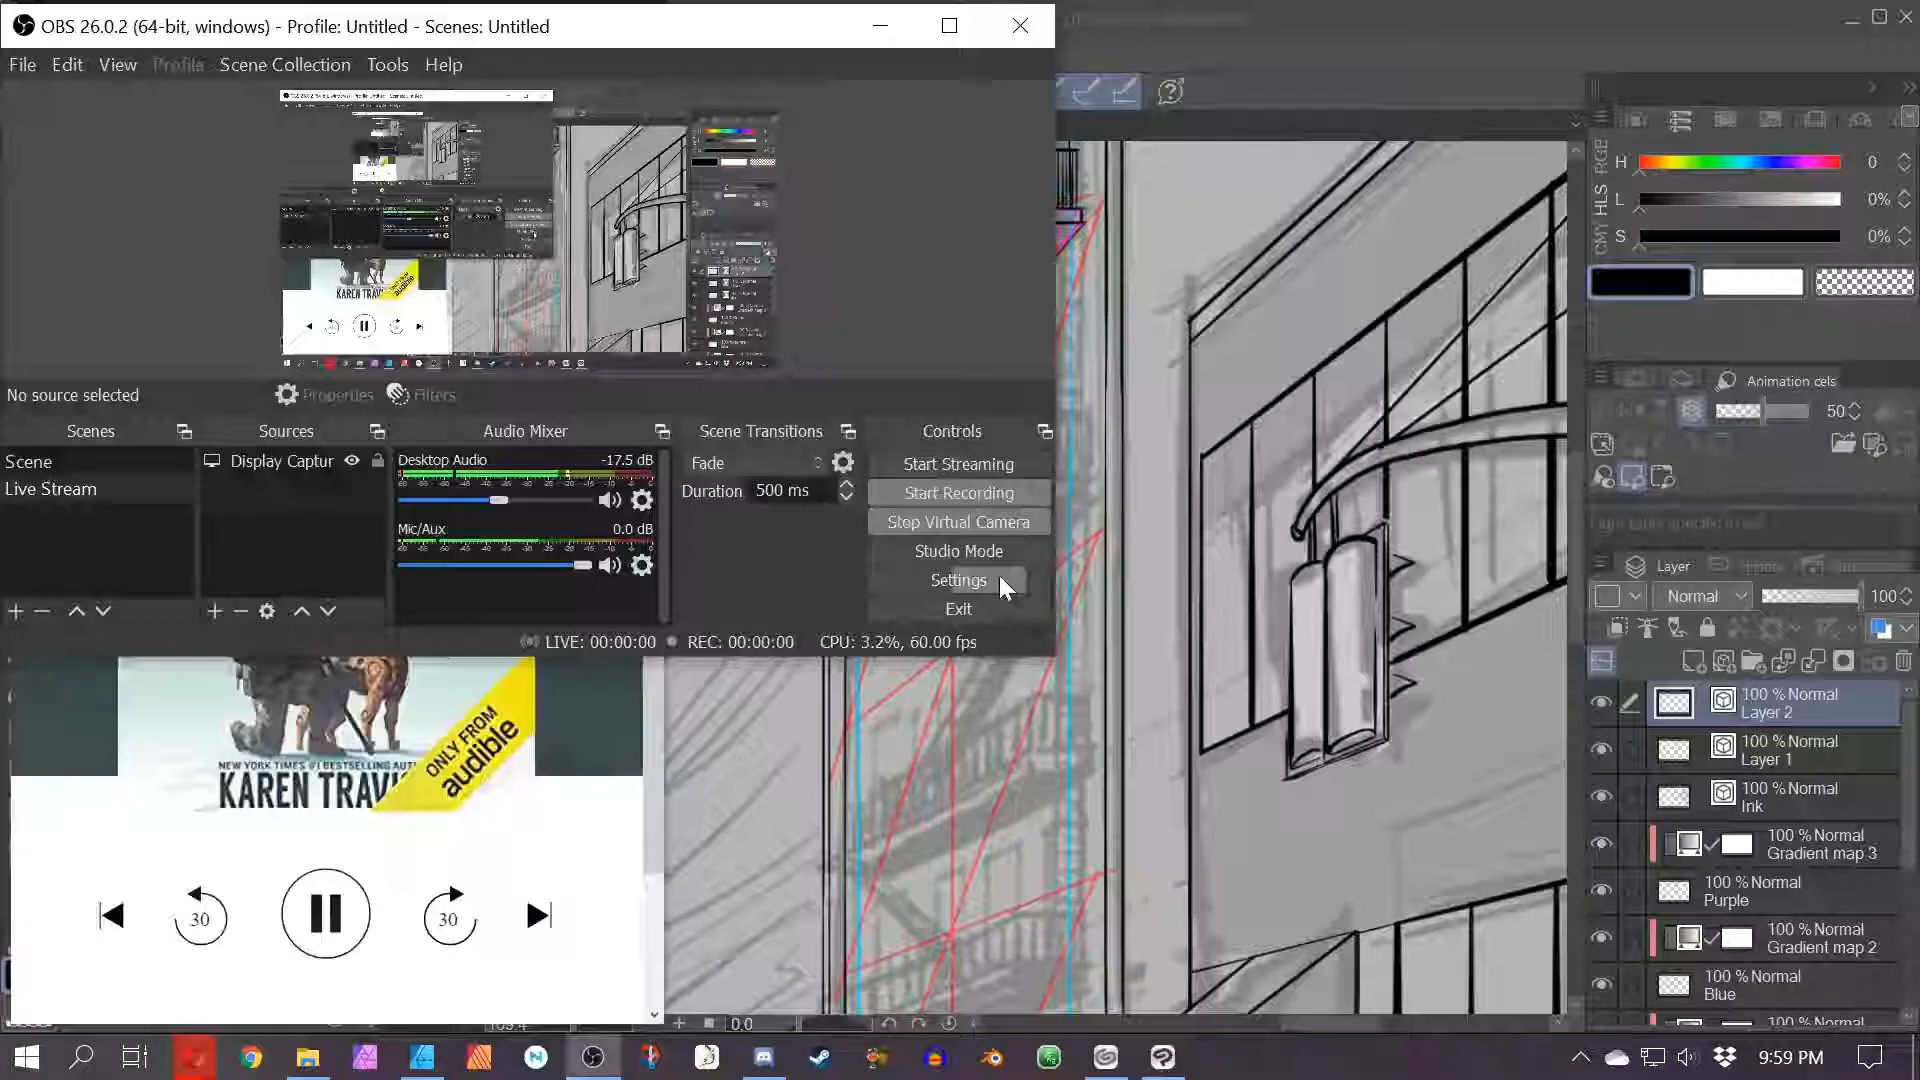 OBS 26.0.2 (64-bit, windows) - Profile: Untitled - Scenes: Untitled
File Edit View Profile Scene Collection Tools Help
No source selected
Properties
Filters
Scenes
Sources
Audio Mixer
Scene Transitions
Controls
Scene
Live Stream
Display Captur
Desktop Audio
-17.5 dB
Mic/Aux
0.0 dB
Fade
Duration 500 ms
Start Streaming
Start Recording
Stop Virtual Camera
Studio Mode
Settings
Exit
LIVE: 00:00:00
REC: 00:00:00
CPU: 3.2%, 60.00 fps
ONLY FROM
audible
NEW YORK TIMES #1 BESTSELLING AUT
KAREN TRAVI
30
30
0.0
RGB
HLS
CMY
H 0
L 0%
S 0%
Animation cels
50
Layer
Normal
100
100 % Normal
Layer 2
100 % Normal
Layer 1
100 % Normal
Ink
100 % Normal
Gradient map 3
100 % Normal
Purple
100 % Normal
Gradient map 2
100 % Normal
Blue
100 % Normal
9:59 PM